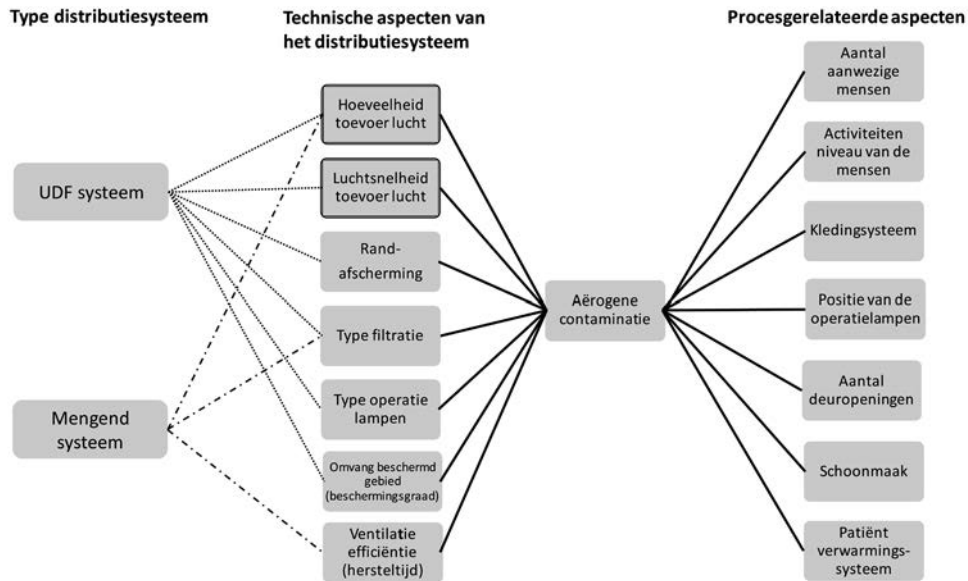 Type distributiesysteem
Technische aspecten van
het distributiesysteem
Procesgerelateerde aspecten
UDF systeem
Mengend
systeem
Hoeveelheid
toevoer lucht
Luchtsnelheid
toevoer lucht
Rand-
afscherming
Type filtratie
Type operatie
lampen
Omvang beschermd
gebied
(beschermingsgraad)
Ventilatie
efficiëntie
(hersteltijd)
Aërogene
contaminatie
Aantal
aanwezige
mensen
Activiteiten
niveau van de
mensen
Kledingsysteem
Positie van de
operatielampen
Aantal
deuropeningen
Schoonmaak
Patiënt
verwarmings-
systeem